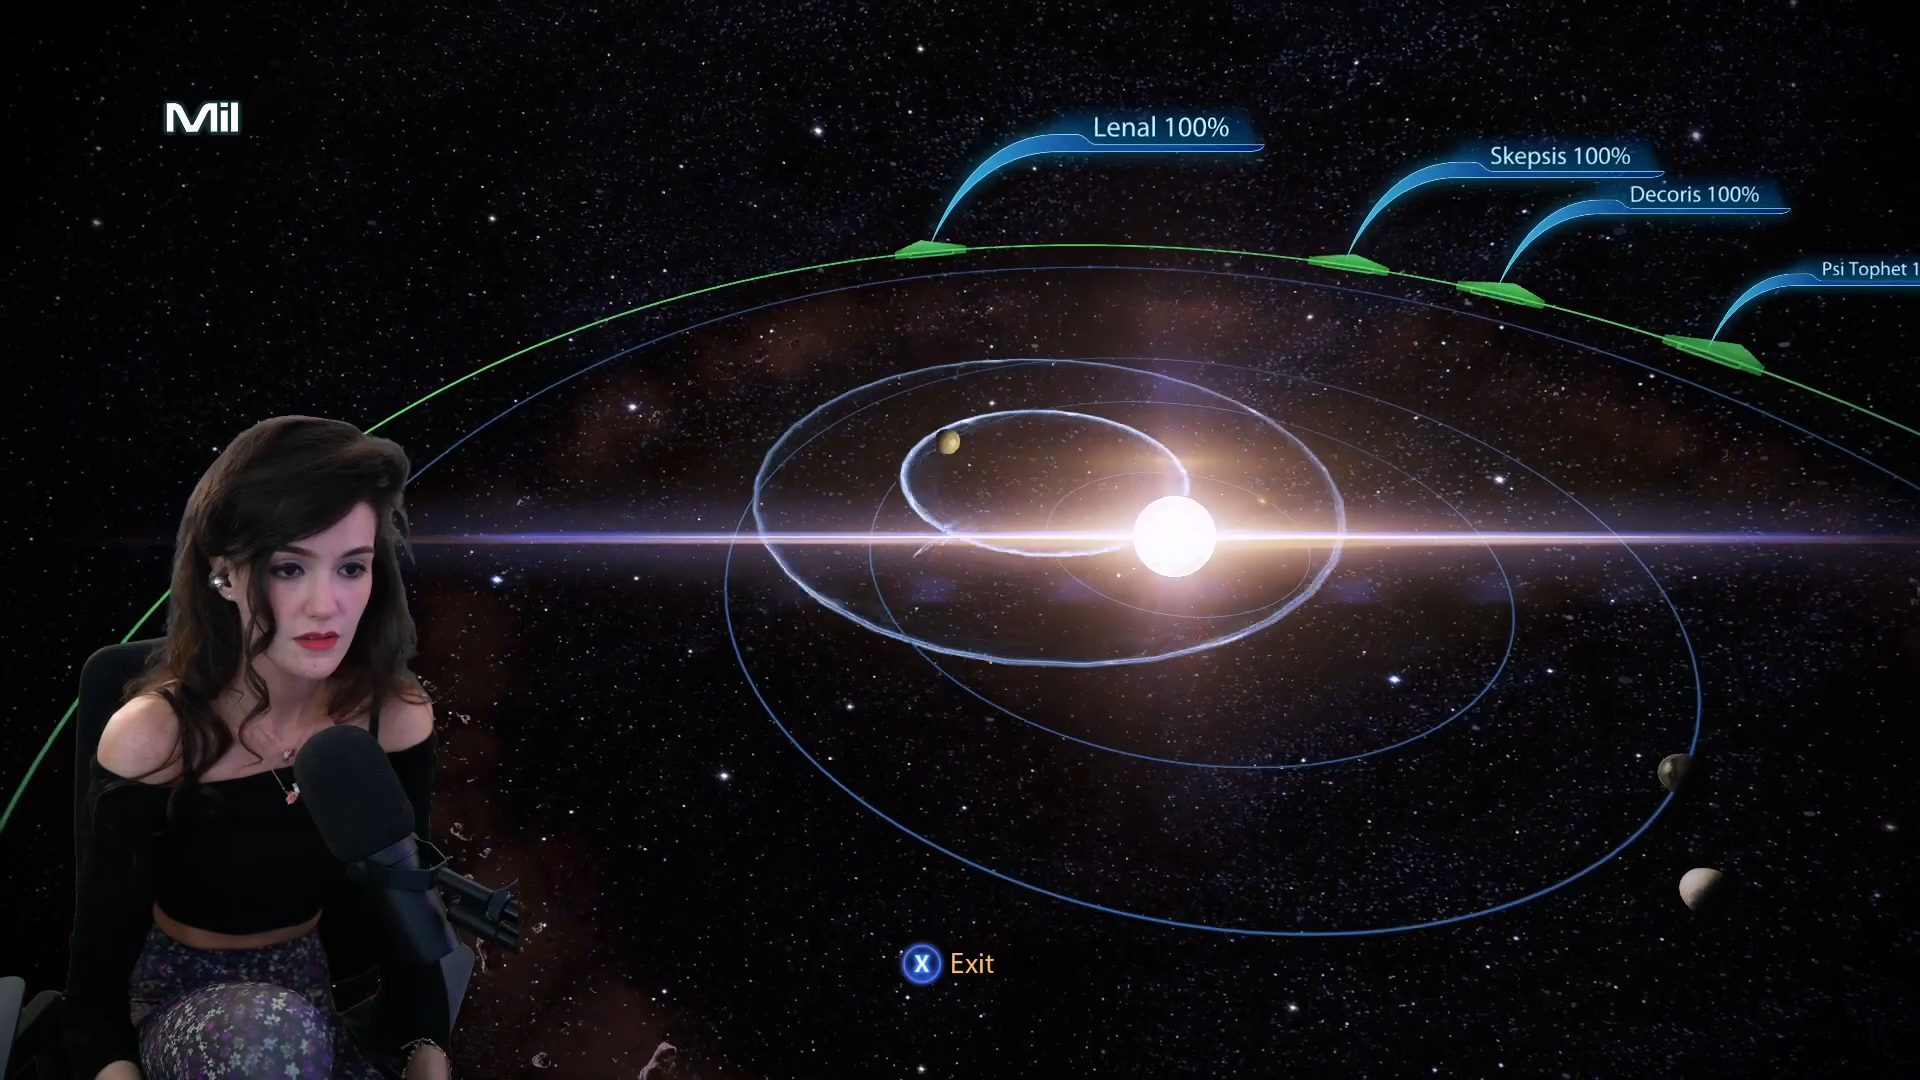 Mil
Lenal 100%
Skepsis 100%
Decoris 100%
Psi Tophet 1
X Exit